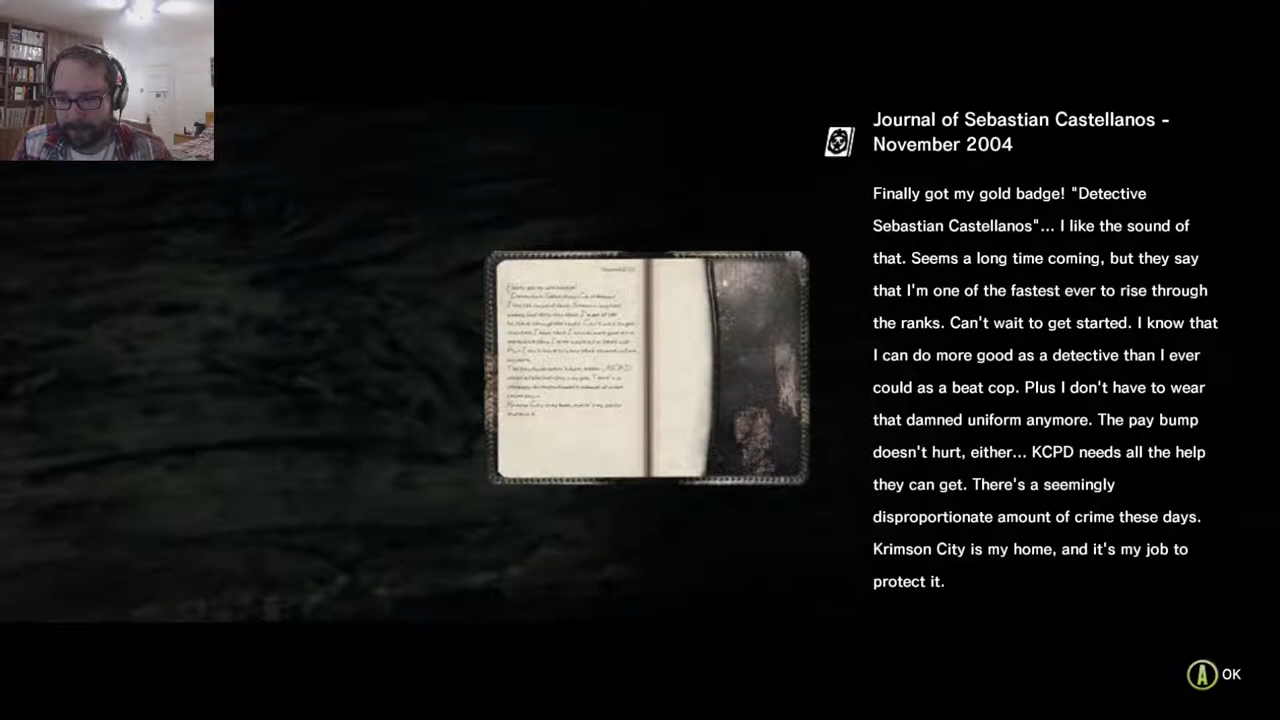 Journal of Sebastian Castellanos -
November 2004
Finally got my gold badge! "Detective
Sebastian Castellanos"... I like the sound of
that. Seems a long time coming, but they say
that I'm one of the fastest ever to rise through
the ranks. Can't wait to get started. I know that
I can do more good as a detective than I ever
could as a beat cop. Plus I don't have to wear
that damned uniform anymore. The pay bump
doesn't hurt, either... KCPD needs all the help
they can get. There's a seemingly
disproportionate amount of crime these days.
Krimson City is my home, and it's my job to
protect it.
A OK